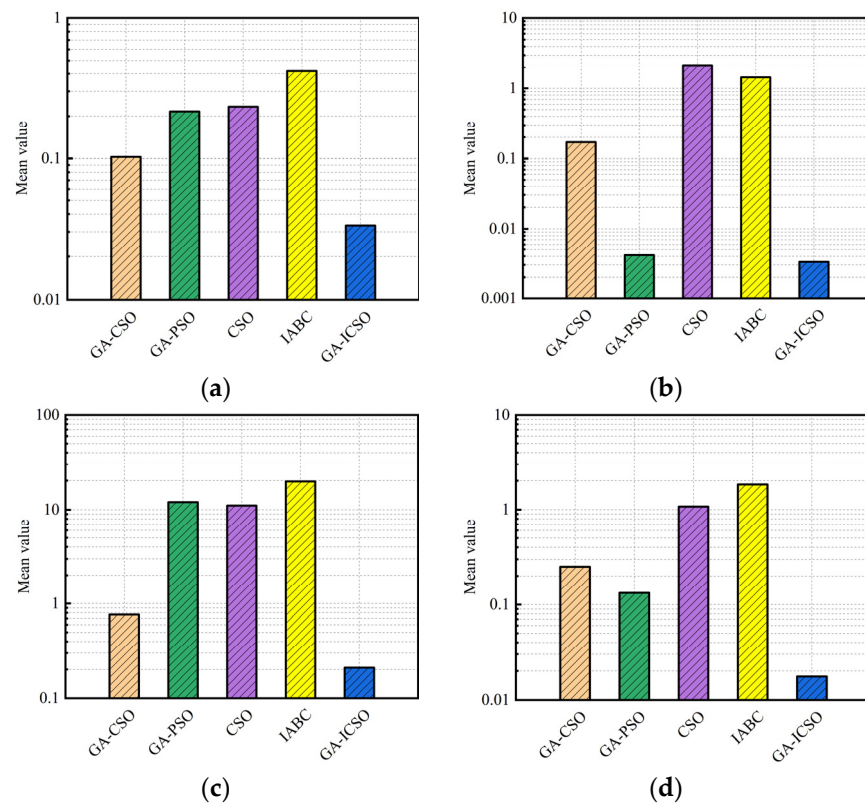 1
0.1
0.01
Mean value
GA-CSO
GA-PSO
CSO
IABC
GA-ICSO
(a)
10
1
0.1
0.01
0.001
Mean value
GA-CSO
GA-PSO
CSO
IABC
GA-ICSO
(b)
100
10
1
0.1
Mean value
GA-CSO
GA-PSO
CSO
IABC
GA-ICSO
(c)
10
1
0.1
0.01
Mean value
GA-CSO
GA-PSO
CSO
IABC
GA-ICSO
(d)